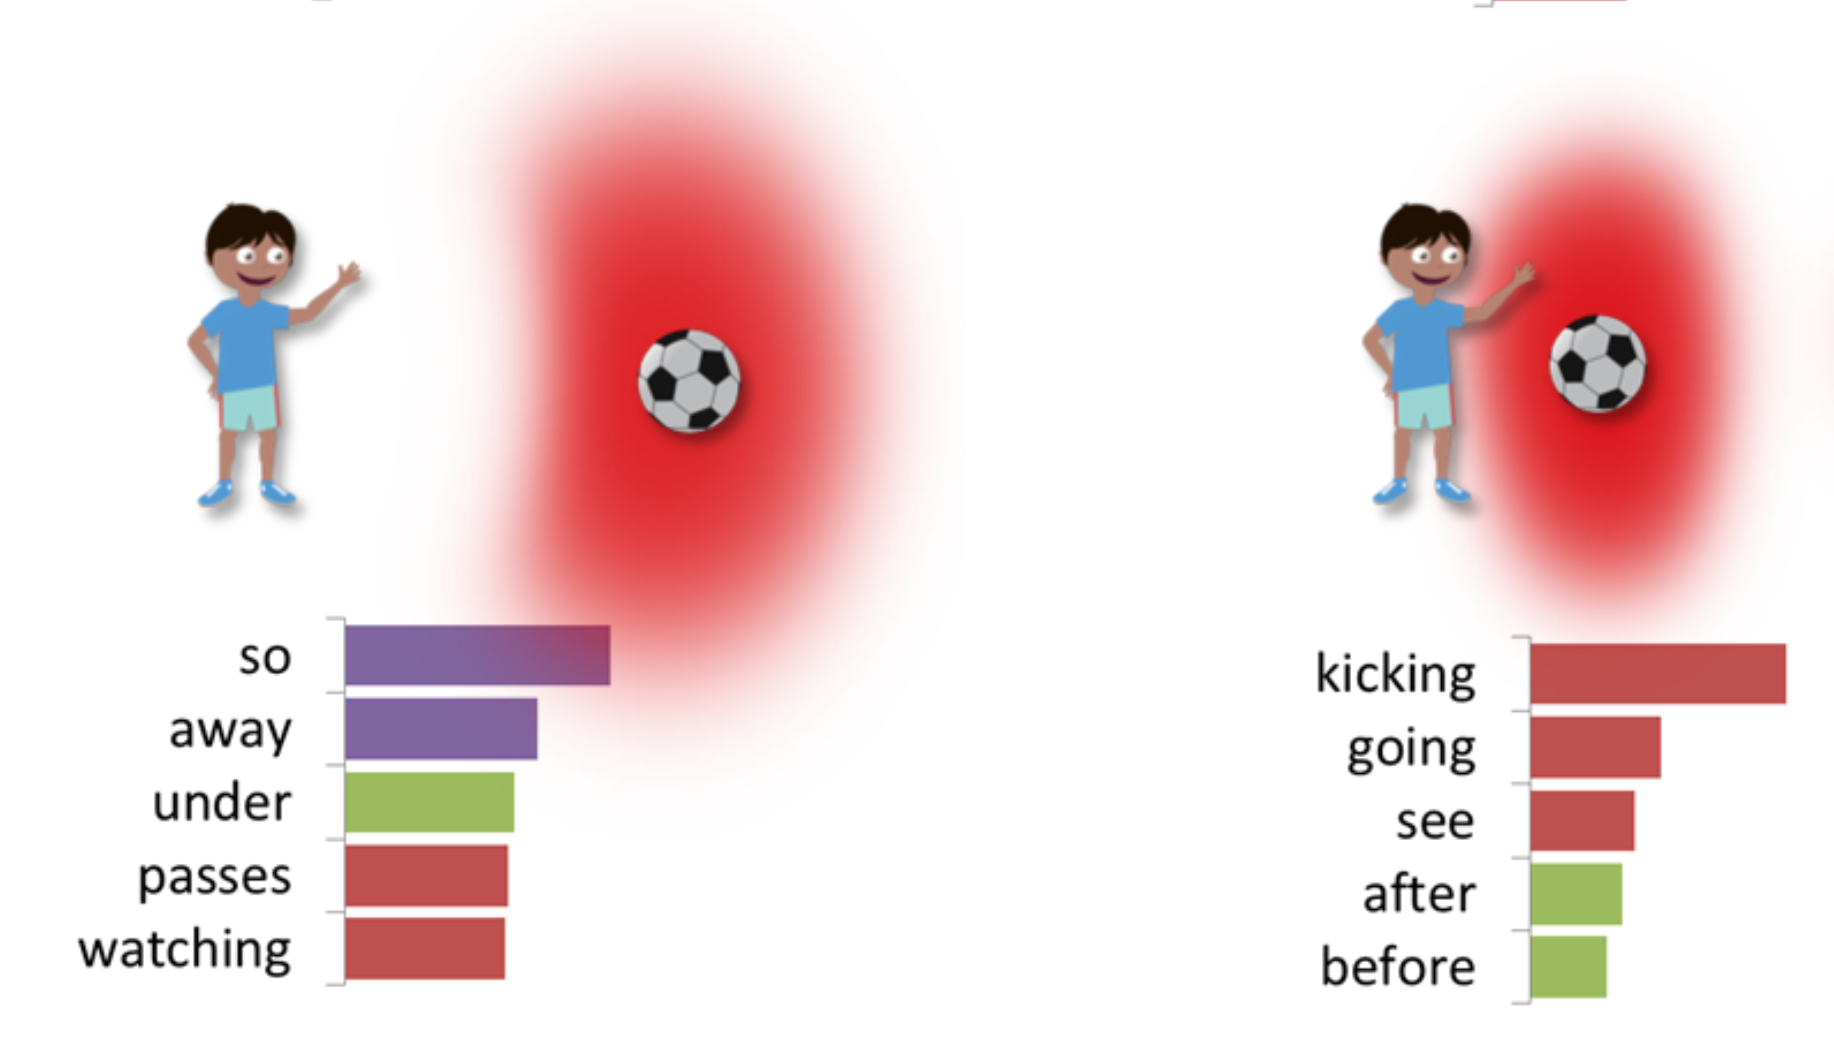 so
away
under
passes
watching
kicking
going
see
after
before